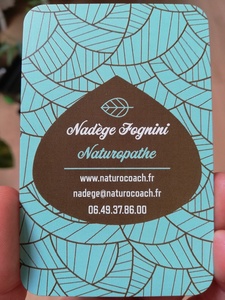 Nadège Fognini
Naturopathe
www.naturocoach.fr
nadege@naturocoach.fr
06.49.37.86.00